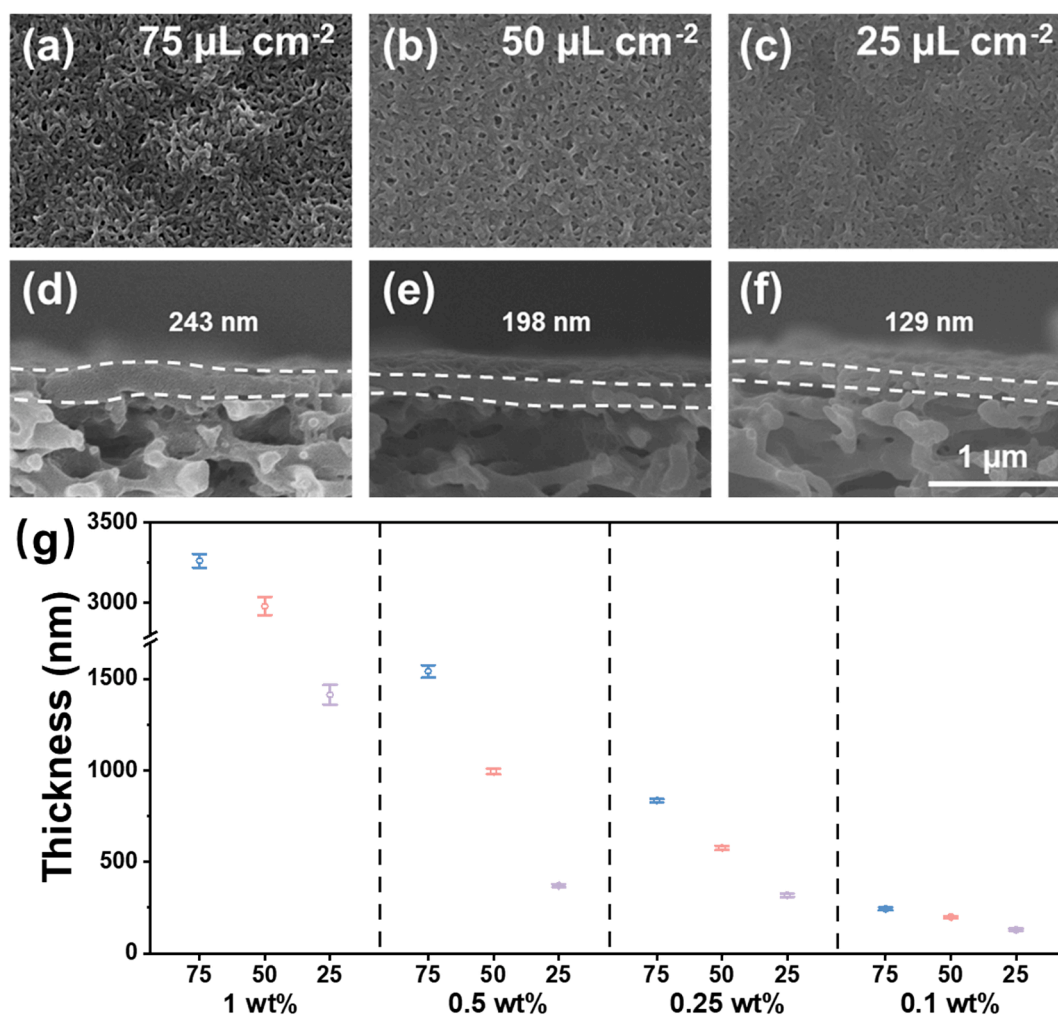 (a) 75 μL cm-2
(b) 50 μL cm-2
(c) 25 μL cm-2
(d) 243 nm
(e) 198 nm
(f) 129 nm
1 μm
(g)
Thickness (nm)
3500
3000
1500
1000
500
0
75 50 25 75 50 25 75 50 25 75 50 25
1 wt% 0.5 wt% 0.25 wt% 0.1 wt%